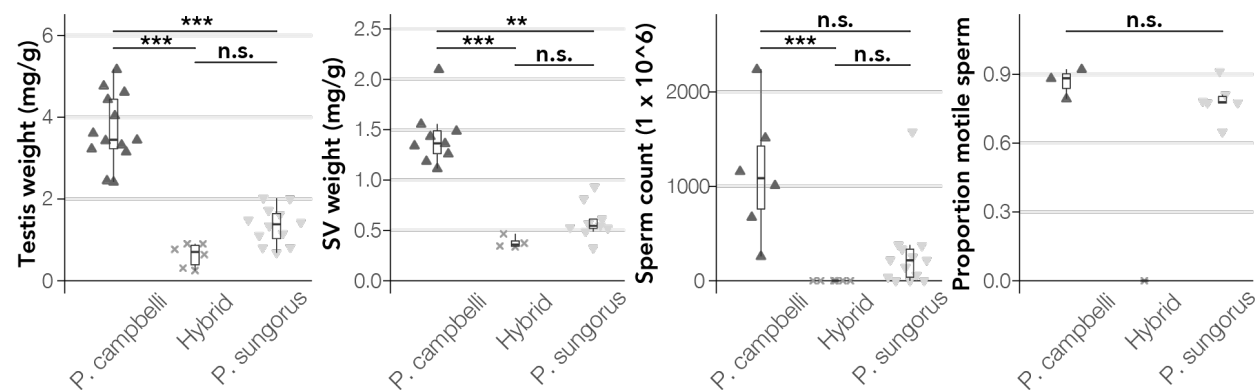 Testis weight (mg/g)
6
4
2
0
***
***
n.s.
P. campbelli
Hybrid
P. sungorus
SV weight (mg/g)
2.5
2.0
1.5
1.0
0.5
0.0
**
***
n.s.
P. campbelli
Hybrid
P. sungorus
Sperm count (1 x 10^6)
2000
1000
0
n.s.
***
n.s.
P. campbelli
Hybrid
P. sungorus
Proportion motile sperm
0.9
0.6
0.3
0.0
n.s.
P. campbelli
Hybrid
P. sungorus